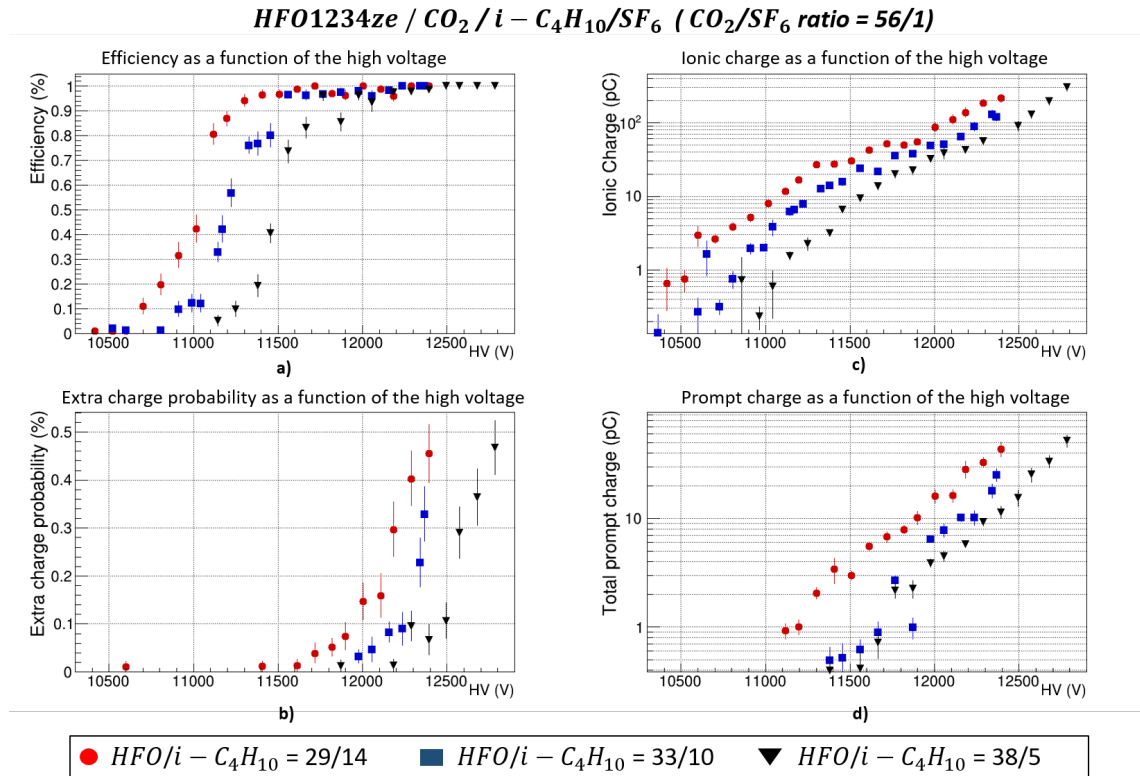 HFO1234ze / CO₂ / i − C₄H₁₀/SF₆ ( CO₂/SF₆ ratio = 56/1)
Efficiency as a function of the high voltage
Efficiency (%)
1
0.9
0.8
0.7
0.6
0.5
0.4
0.3
0.2
0.1
0
10500 11000 11500 12000 12500
HV (V)
a)
Ionic charge as a function of the high voltage
Ionic Charge (pC)
10²
10
1
10500 11000 11500 12000 12500
HV (V)
c)
Extra charge probability as a function of the high voltage
Extra charge probability (%)
0.5
0.4
0.3
0.2
0.1
0
10500 11000 11500 12000 12500
HV (V)
b)
Prompt charge as a function of the high voltage
Total prompt charge (pC)
10
1
10500 11000 11500 12000 12500
HV (V)
d)
HFO/i − C₄H₁₀ = 29/14 HFO/i − C₄H₁₀ = 33/10 HFO/i − C₄H₁₀ = 38/5